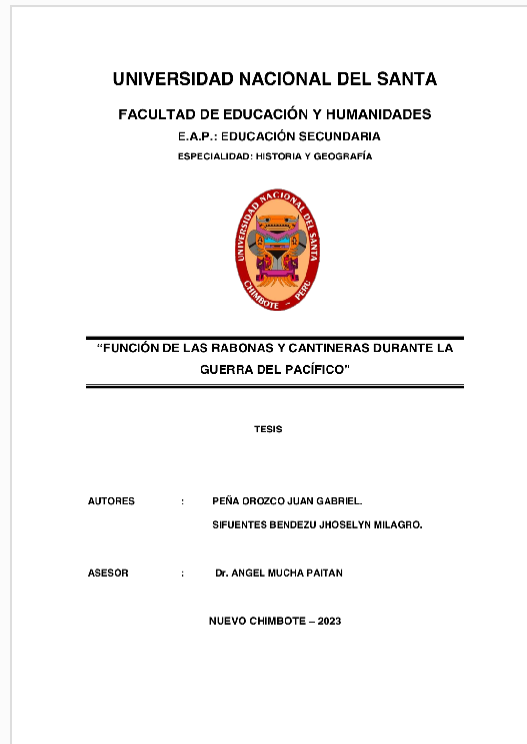 UNIVERSIDAD NACIONAL DEL SANTA
FACULTAD DE EDUCACIÓN Y HUMANIDADES
E.A.P.: EDUCACIÓN SECUNDARIA
ESPECIALIDAD: HISTORIA Y GEOGRAFÍA
UNIVERSIDAD NACIONAL DEL SANTA
CHIMBOTE – PERU
“FUNCIÓN DE LAS RABONAS Y CANTINERAS DURANTE LA
GUERRA DEL PACÍFICO”
TESIS
AUTORES : PEÑA OROZCO JUAN GABRIEL.
SIFUENTES BENDEZU JHOSELYN MILAGRO.
ASESOR : Dr. ANGEL MUCHA PAITAN
NUEVO CHIMBOTE – 2023